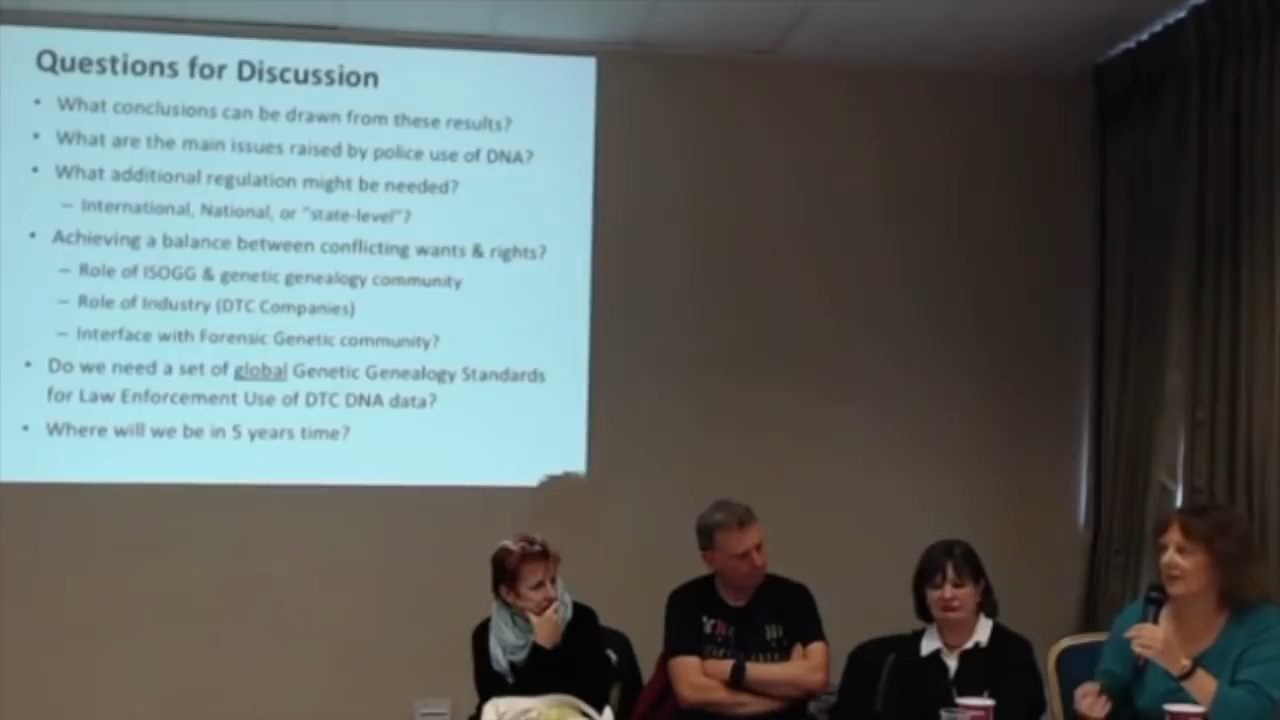 Questions for Discussion
• What conclusions can be drawn from these results?
• What are the main issues raised by police use of DNA?
• What additional regulation might be needed?
– International, National, or "state-level"?
• Achieving a balance between conflicting wants & rights?
– Role of ISOGG & genetic genealogy community
– Role of Industry (DTC Companies)
– Interface with Forensic Genetic community?
• Do we need a set of global Genetic Genealogy Standards
for Law Enforcement Use of DTC DNA data?
• Where will we be in 5 years time?